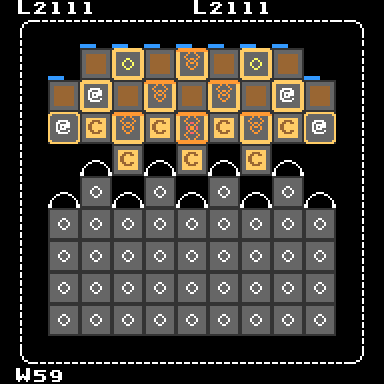 L2111 L2111
@ @
@ C C C C @
C C C
W59